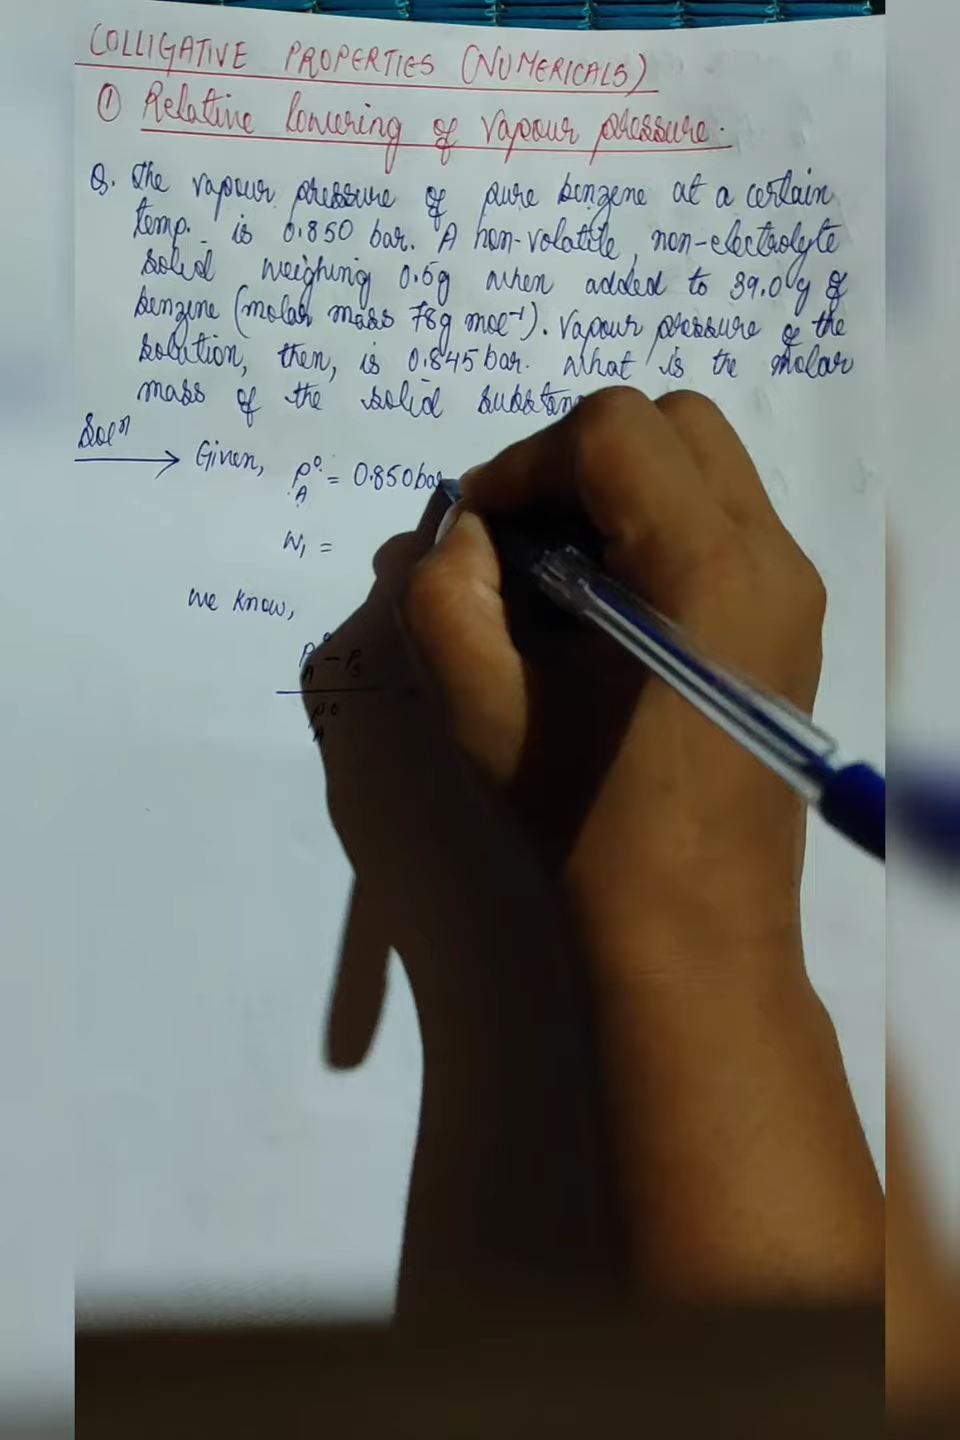 COLLIGATIVE PROPERTIES (NUMERICALS)
① Relative lowering of vapour pressure.
Q. The vapour pressure of pure benzene at a certain
temp. is 0.850 bar. A non-volatile, non-electrolyte
solid weighing 0.5g when added to 39.0g of
benzene (molar mass 78g mol⁻¹). Vapour pressure of the
solution, then, is 0.845 bar. What is the molar
mass of the solid
Solⁿ
Given, P°A = 0.850 bar
W₁ =
we know,
P°A - Ps
P°A